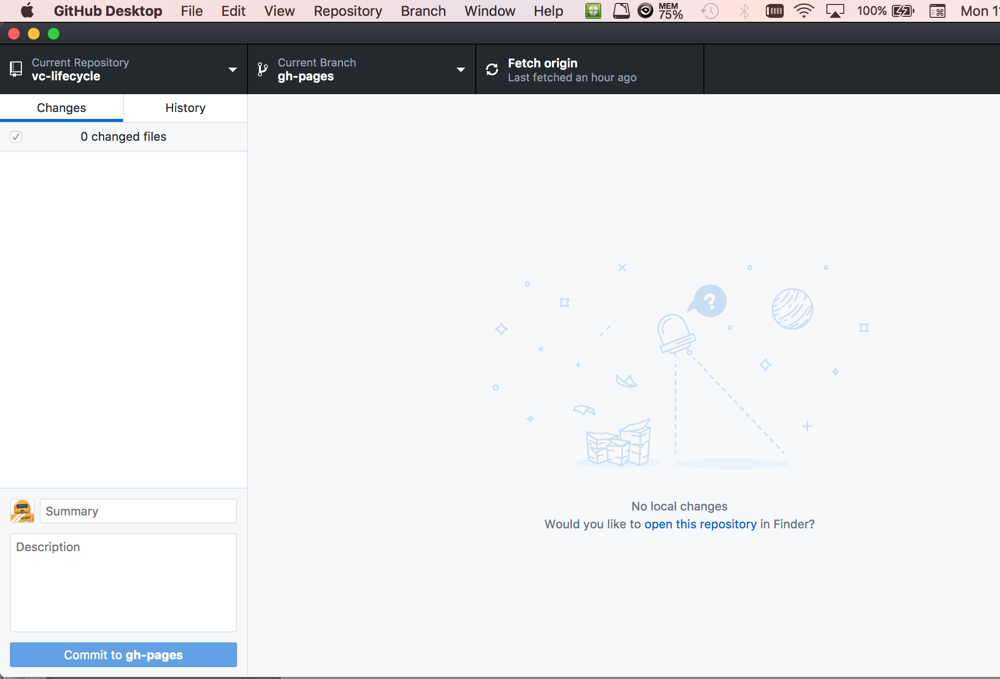 GitHub Desktop File Edit View Repository Branch Window Help MEM 75% 100% Mon 1
Current Repository
vc-lifecycle
Current Branch
gh-pages
Fetch origin
Last fetched an hour ago
Changes
History
0 changed files
?
No local changes
Would you like to open this repository in Finder?
Summary
Description
Commit to gh-pages